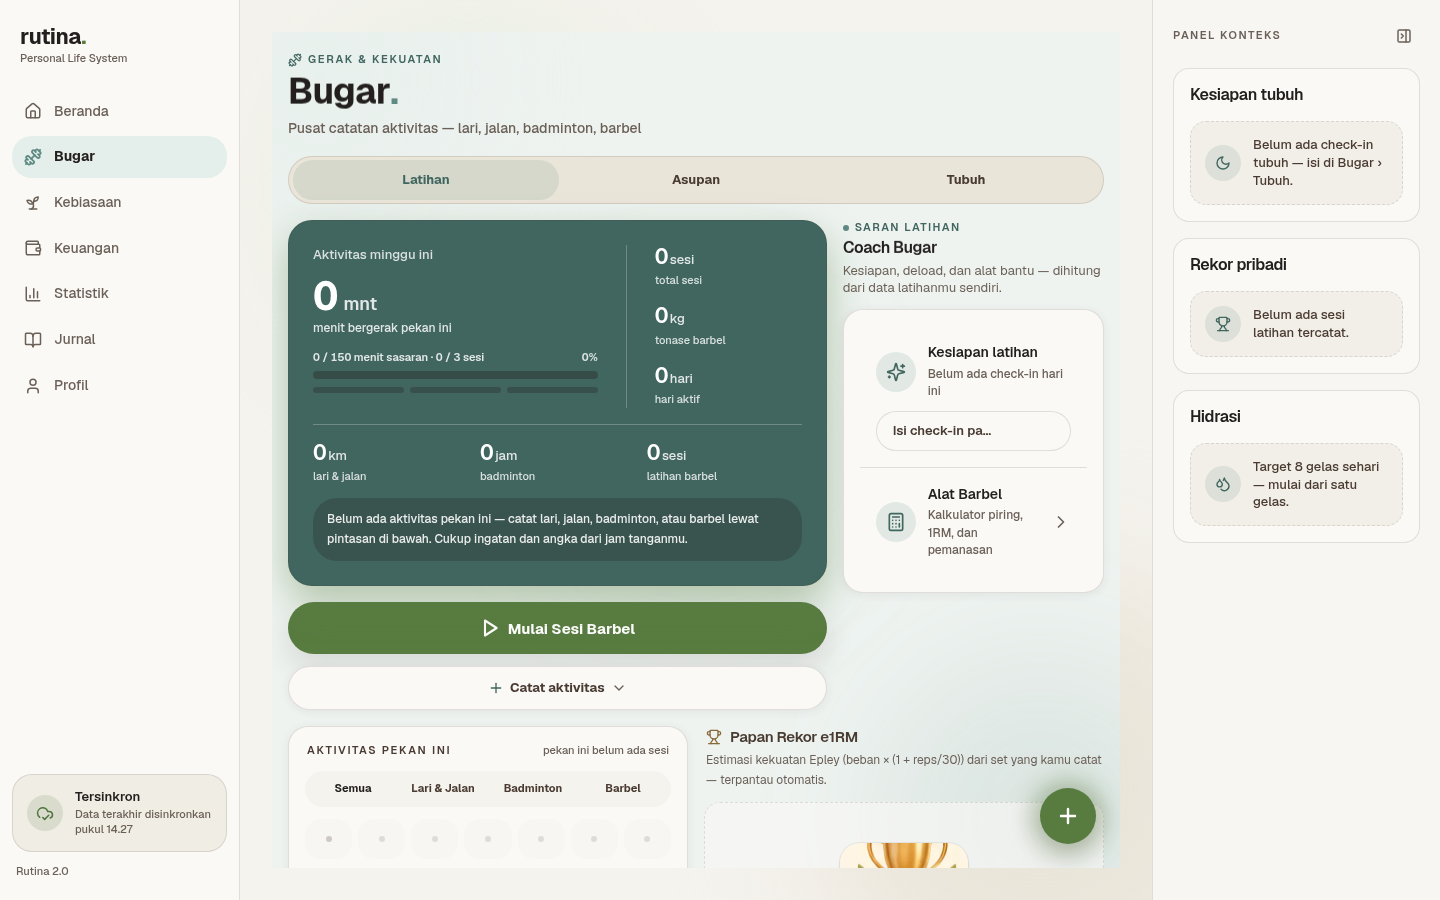 rutina.
Personal Life System
Beranda
Bugar
Kebiasaan
Keuangan
Statistik
Jurnal
Profil
Tersinkron
Data terakhir disinkronkan
pukul 14.27
Rutina 2.0
GERAK & KEKUATAN
Bugar.
Pusat catatan aktivitas — lari, jalan, badminton, barbel
Latihan
Asupan
Tubuh
Aktivitas minggu ini
0 mnt
menit bergerak pekan ini
0 / 150 menit sasaran · 0 / 3 sesi
0%
0 sesi
total sesi
0 kg
tonase barbel
0 hari
hari aktif
0 km
lari & jalan
0 jam
badminton
0 sesi
latihan barbel
Belum ada aktivitas pekan ini — catat lari, jalan, badminton, atau barbel lewat
pintasan di bawah. Cukup ingatan dan angka dari jam tanganmu.
Mulai Sesi Barbel
Catat aktivitas
SARAN LATIHAN
Coach Bugar
Kesiapan, deload, dan alat bantu — dihitung
dari data latihanmu sendiri.
Kesiapan latihan
Belum ada check-in hari
ini
Isi check-in pa...
Alat Barbel
Kalkulator piring,
1RM, dan
pemanasan
AKTIVITAS PEKAN INI
pekan ini belum ada sesi
Semua
Lari & Jalan
Badminton
Barbel
Papan Rekor e1RM
Estimasi kekuatan Epley (beban × (1 + reps/30)) dari set yang kamu catat
— terpantau otomatis.
PANEL KONTEKS
Kesiapan tubuh
Belum ada check-in
tubuh — isi di Bugar ›
Tubuh.
Rekor pribadi
Belum ada sesi
latihan tercatat.
Hidrasi
Target 8 gelas sehari
— mulai dari satu
gelas.